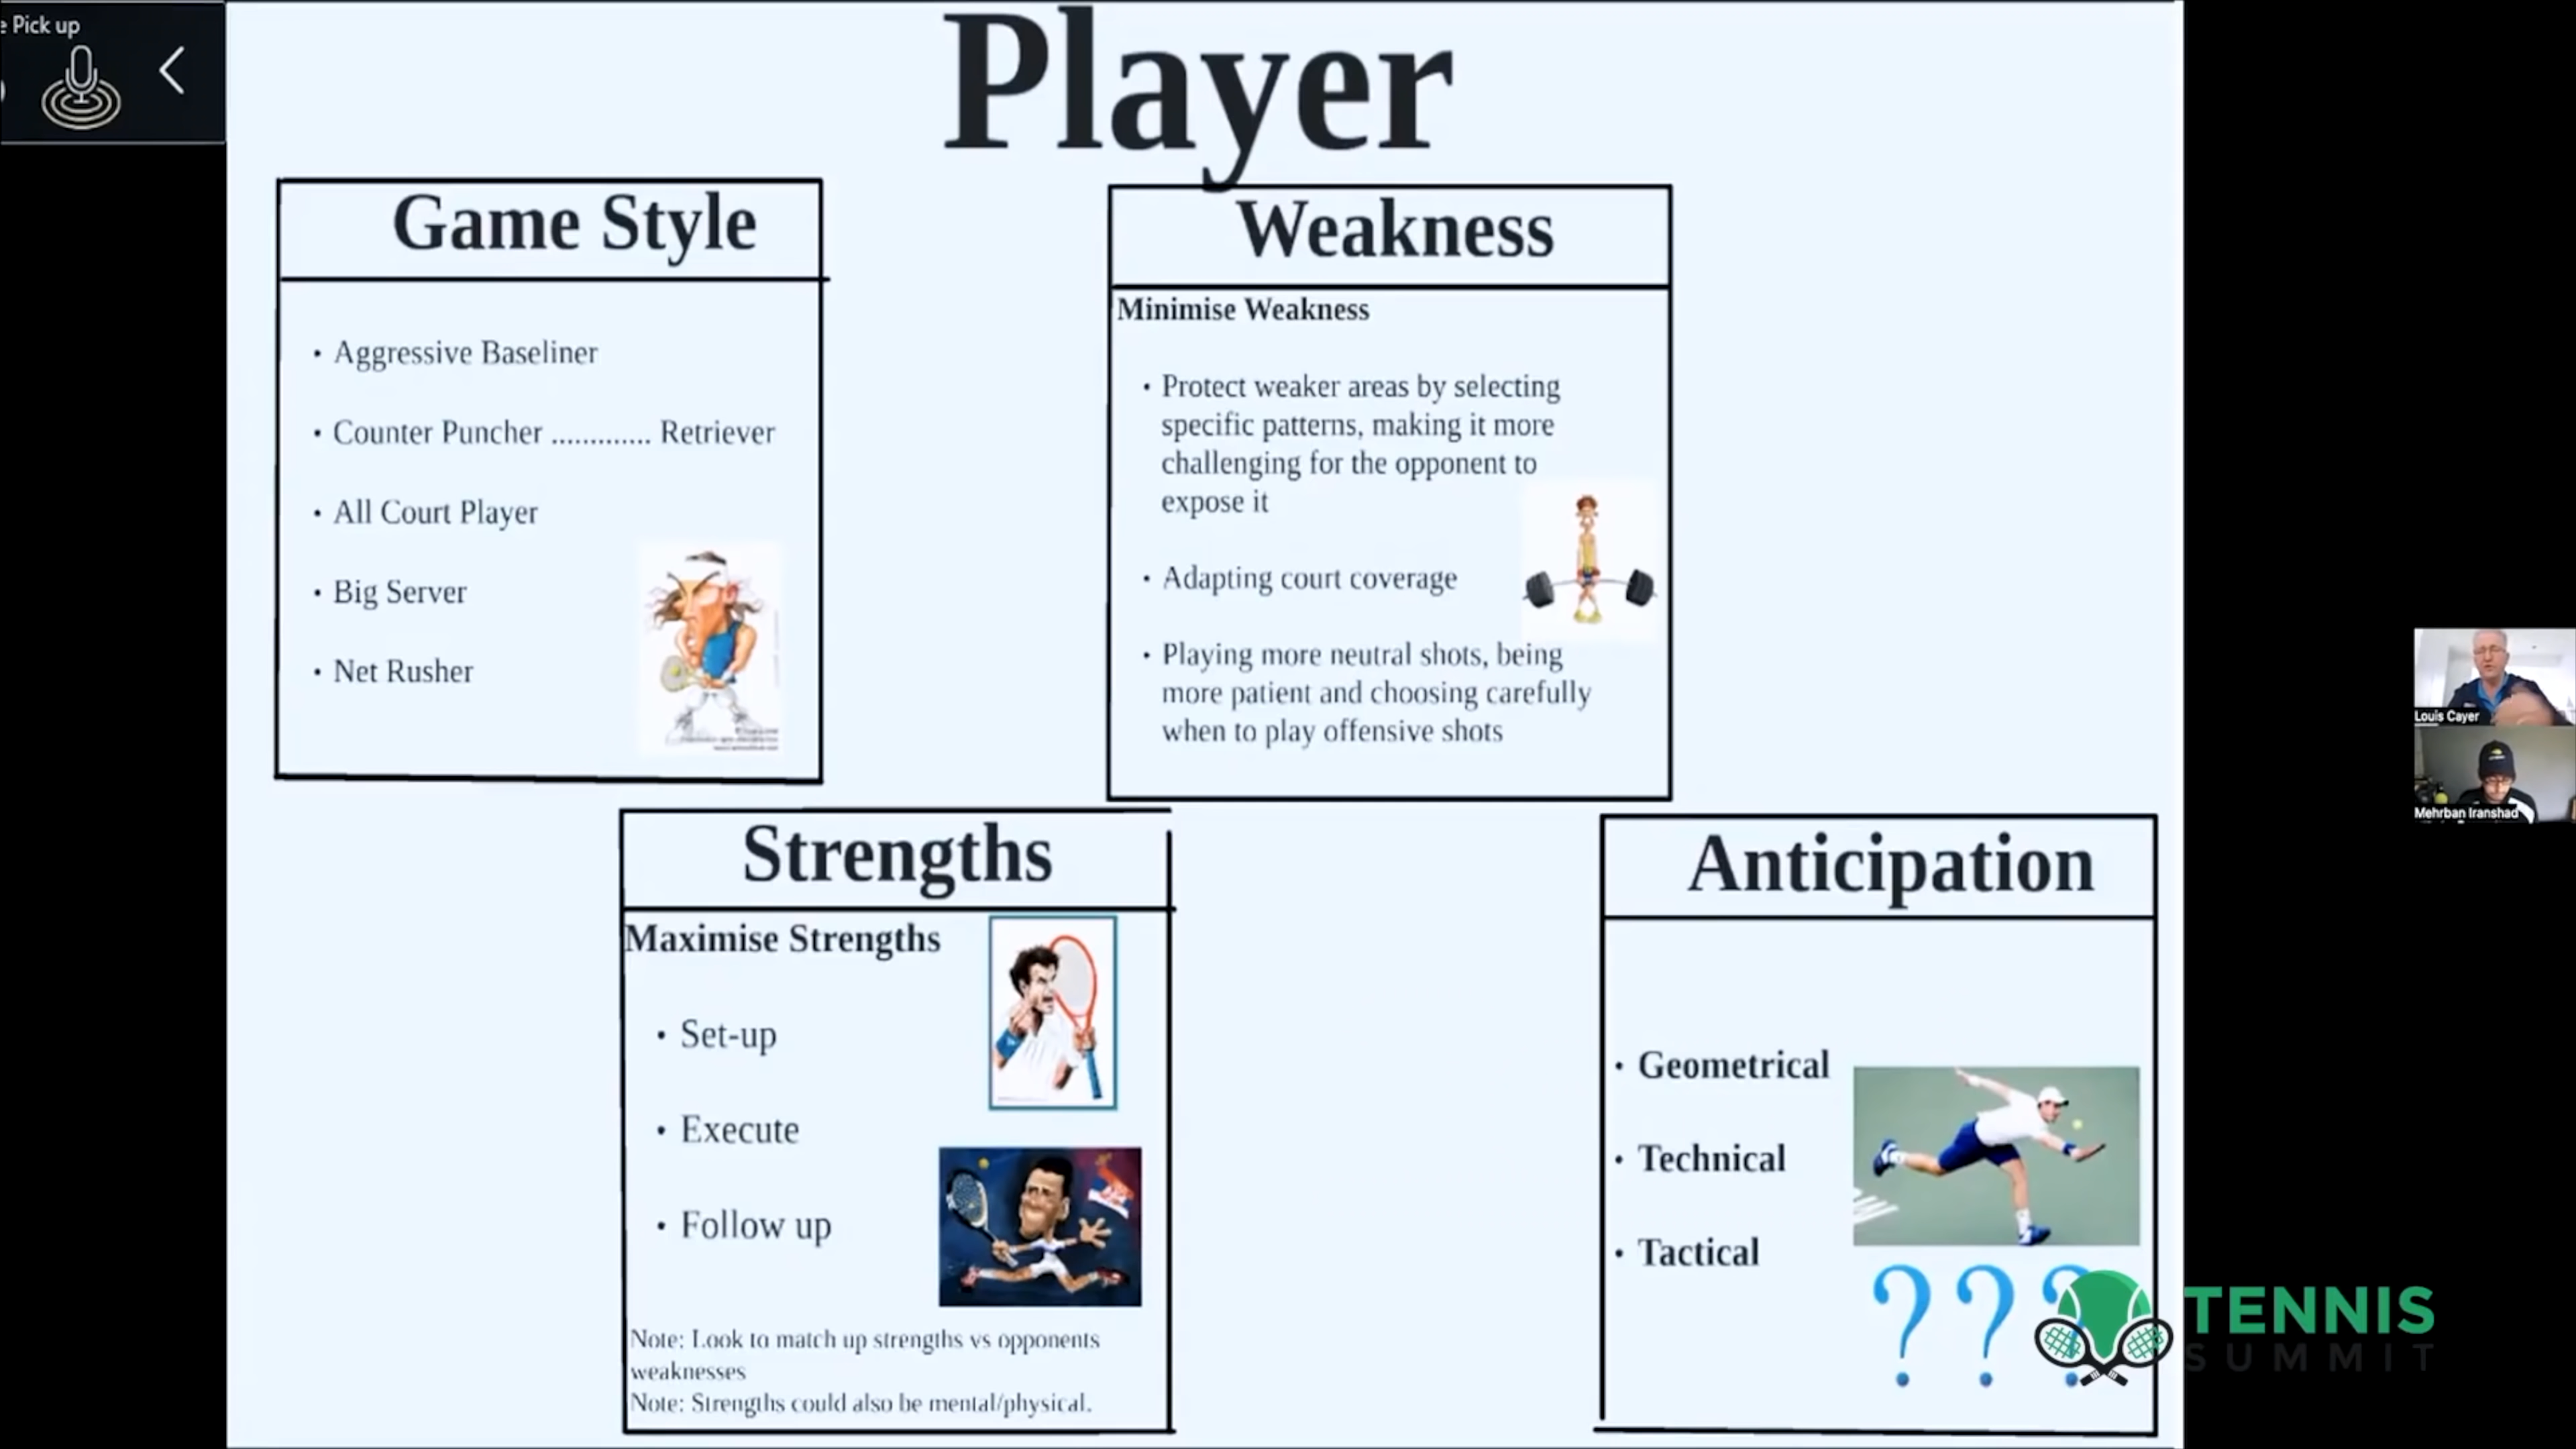 e Pick up
Player
Game Style
• Aggressive Baseliner
• Counter Puncher ............. Retriever
• All Court Player
• Big Server
• Net Rusher
Weakness
Minimise Weakness
• Protect weaker areas by selecting
specific patterns, making it more
challenging for the opponent to
expose it
• Adapting court coverage
• Playing more neutral shots, being
more patient and choosing carefully
when to play offensive shots
Strengths
Maximise Strengths
• Set-up
• Execute
• Follow up
Note: Look to match up strengths vs opponents
weaknesses
Note: Strengths could also be mental/physical.
Anticipation
• Geometrical
• Technical
• Tactical
???
Louis Cayer
Mehrban Iranshad
TENNIS
SUMMIT